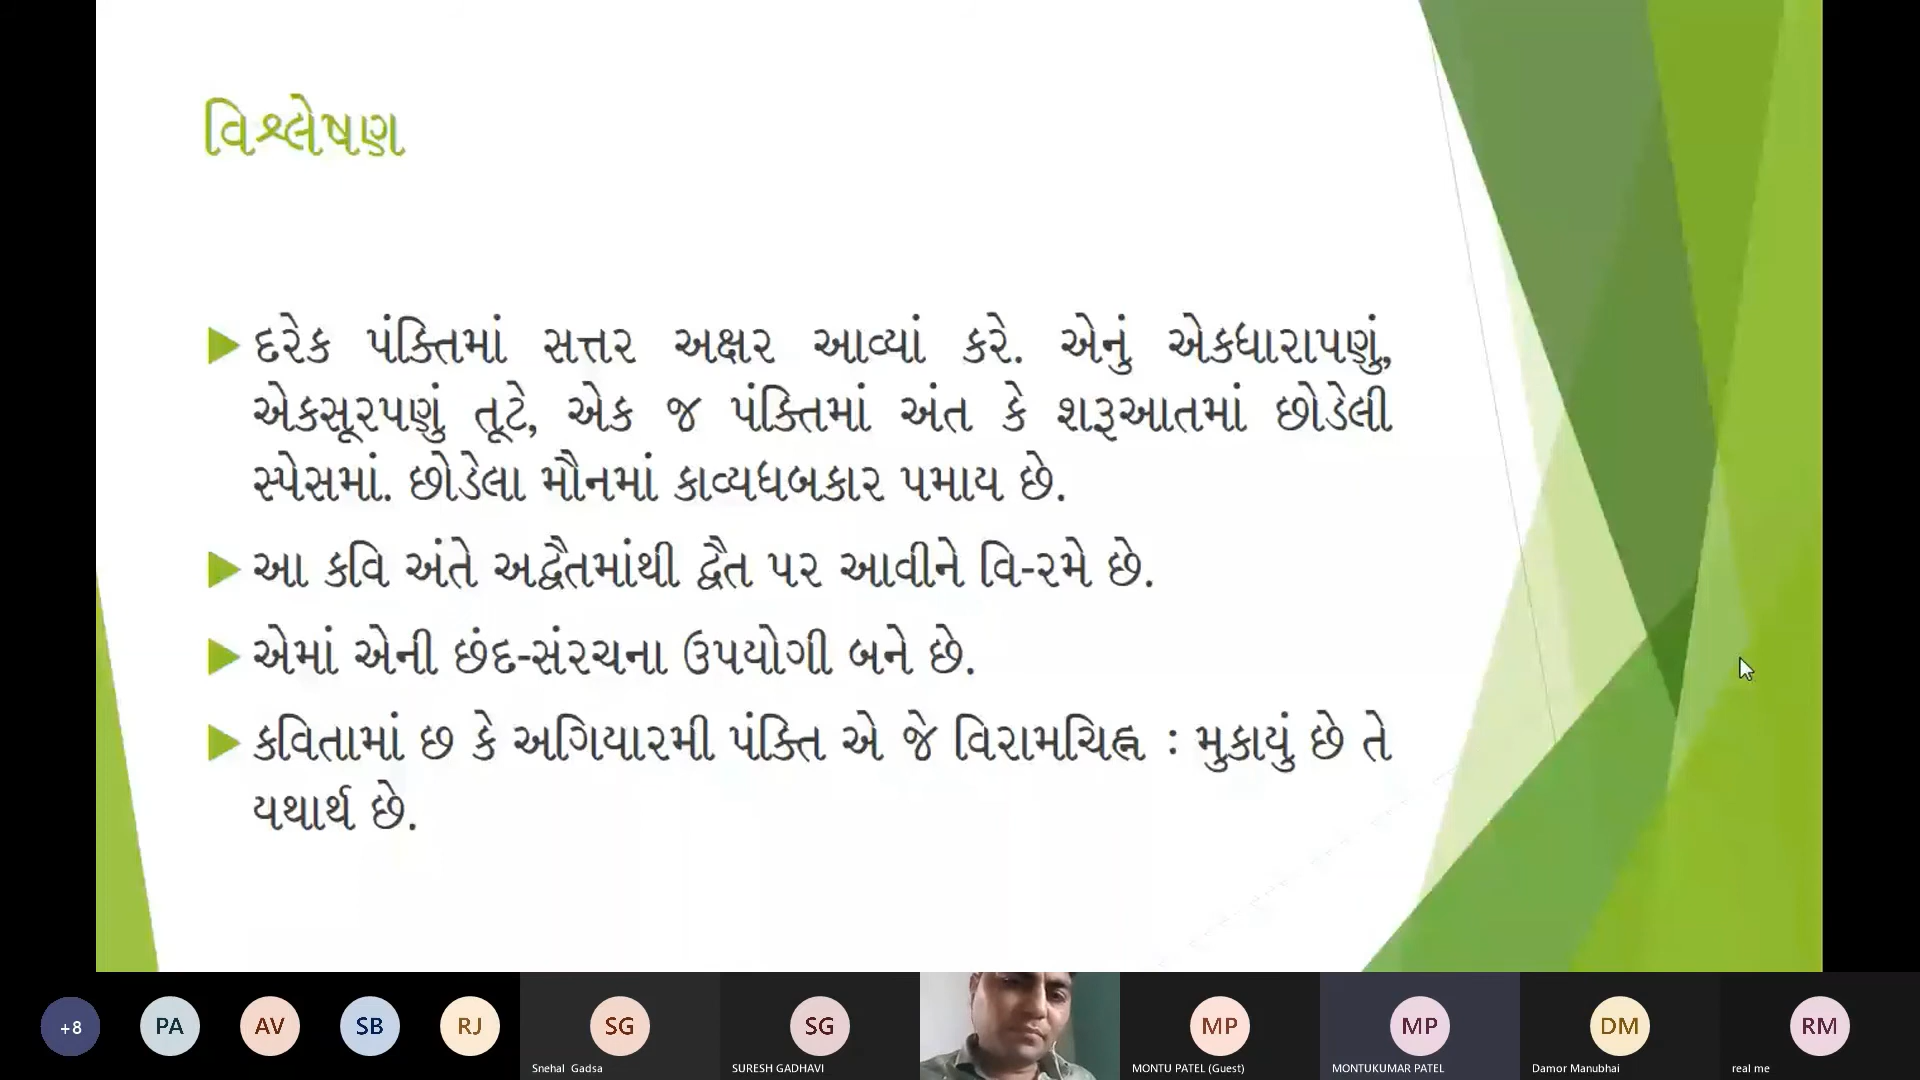 વિશ્લેષણ
દરેક પંક્તિમાં સત્તર અક્ષર આવ્યાં કરે. એનું એકધારાપણું,
એકસૂરપણું તૂટે, એક જ પંક્તિમાં અંત કે શરૂઆતમાં છોડેલી
સ્પેસમાં. છોડેલા મૌનમાં કાવ્યધબકાર પમાય છે.
આ કવિ અંતે અદ્વૈતમાંથી દ્વૈત પર આવીને વિ-રમે છે.
એમાં એની છંદ-સંરચના ઉપયોગી બને છે.
કવિતામાં છ કે અગિયારમી પંક્તિ એ જે વિરામચિહ્ન : મુકાયું છે તે
યથાર્થ છે.
+8 PA AV SB RJ SG SG MP MP DM RM
Snehal Gadsa SURESH GADHAVI MONTU PATEL (Guest) MONTUKUMAR PATEL Damor Manubhai real me